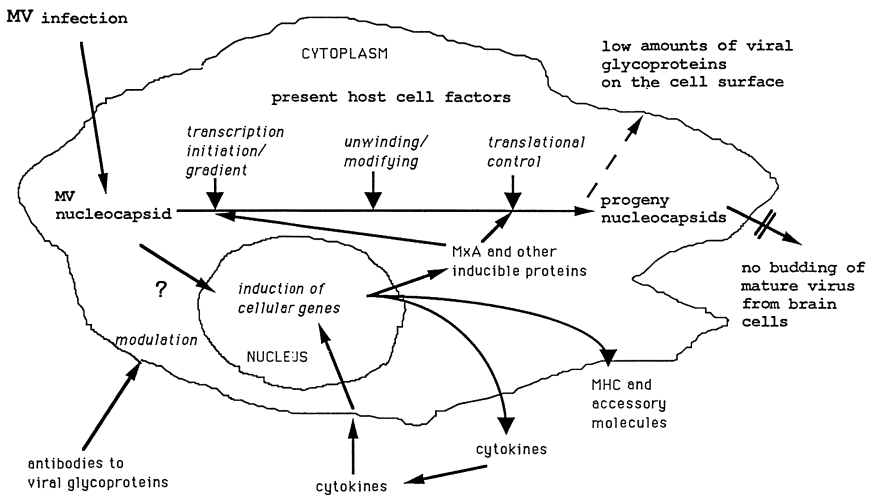 MV infection
CYTOPLASM
low amounts of viral
glycoproteins
on the cell surface
present host cell factors
transcription
initiation/
gradient
unwinding/
modifying
translational
control
MV
nucleocapsid
progeny
nucleocapsids
MxA and other
inducible proteins
no budding of
mature virus
from brain
cells
?
induction of
cellular genes
modulation
NUCLEUS
MHC and
accessory
molecules
antibodies to
viral glycoproteins
cytokines
cytokines